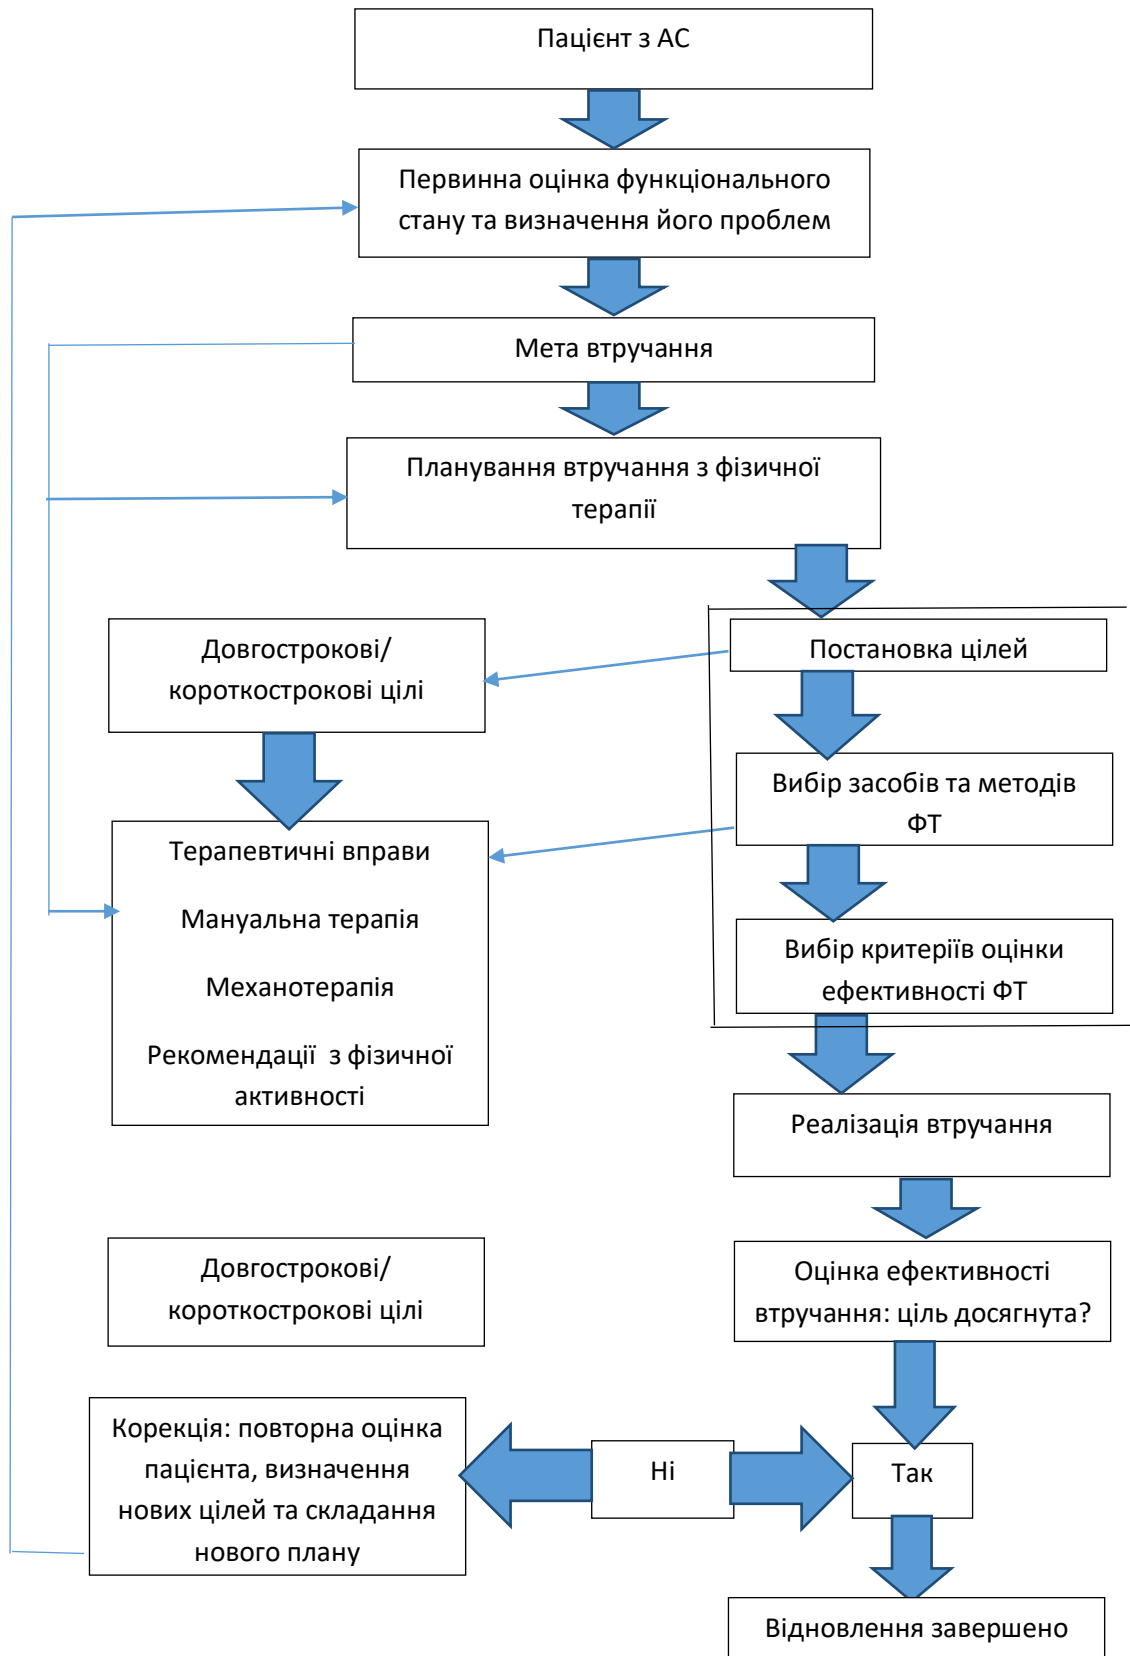 Пацієнт з АС
Первинна оцінка функціонального
стану та визначення його проблем
Мета втручання
Планування втручання з фізичної
терапії
Довгострокові/
короткострокові цілі
Постановка цілей
Вибір засобів та методів
ФТ
Терапевтичні вправи
Мануальна терапія
Механотерапія
Рекомендації з фізичної
активності
Вибір критеріїв оцінки
ефективності ФТ
Реалізація втручання
Довгострокові/
короткострокові цілі
Оцінка ефективності
втручання: ціль досягнута?
Корекція: повторна оцінка
пацієнта, визначення
нових цілей та складання
нового плану
Ні
Так
Відновлення завершено